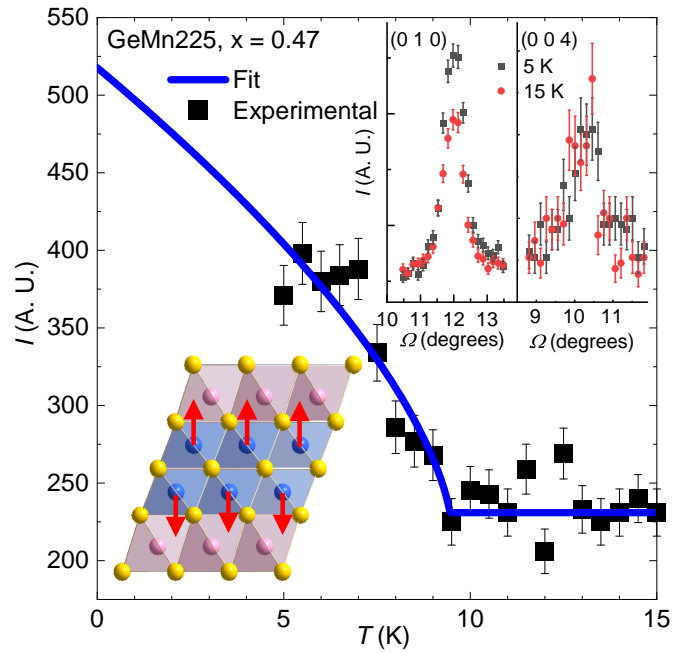 GeMn225, x = 0.47
Fit
Experimental
(0 1 0)
(0 0 4)
5 K
15 K
I (A. U.)
10 11 12 13
Ω (degrees)
9 10 11
Ω (degrees)
550
500
450
400
350
300
250
200
I (A. U.)
0 5 10 15
T (K)